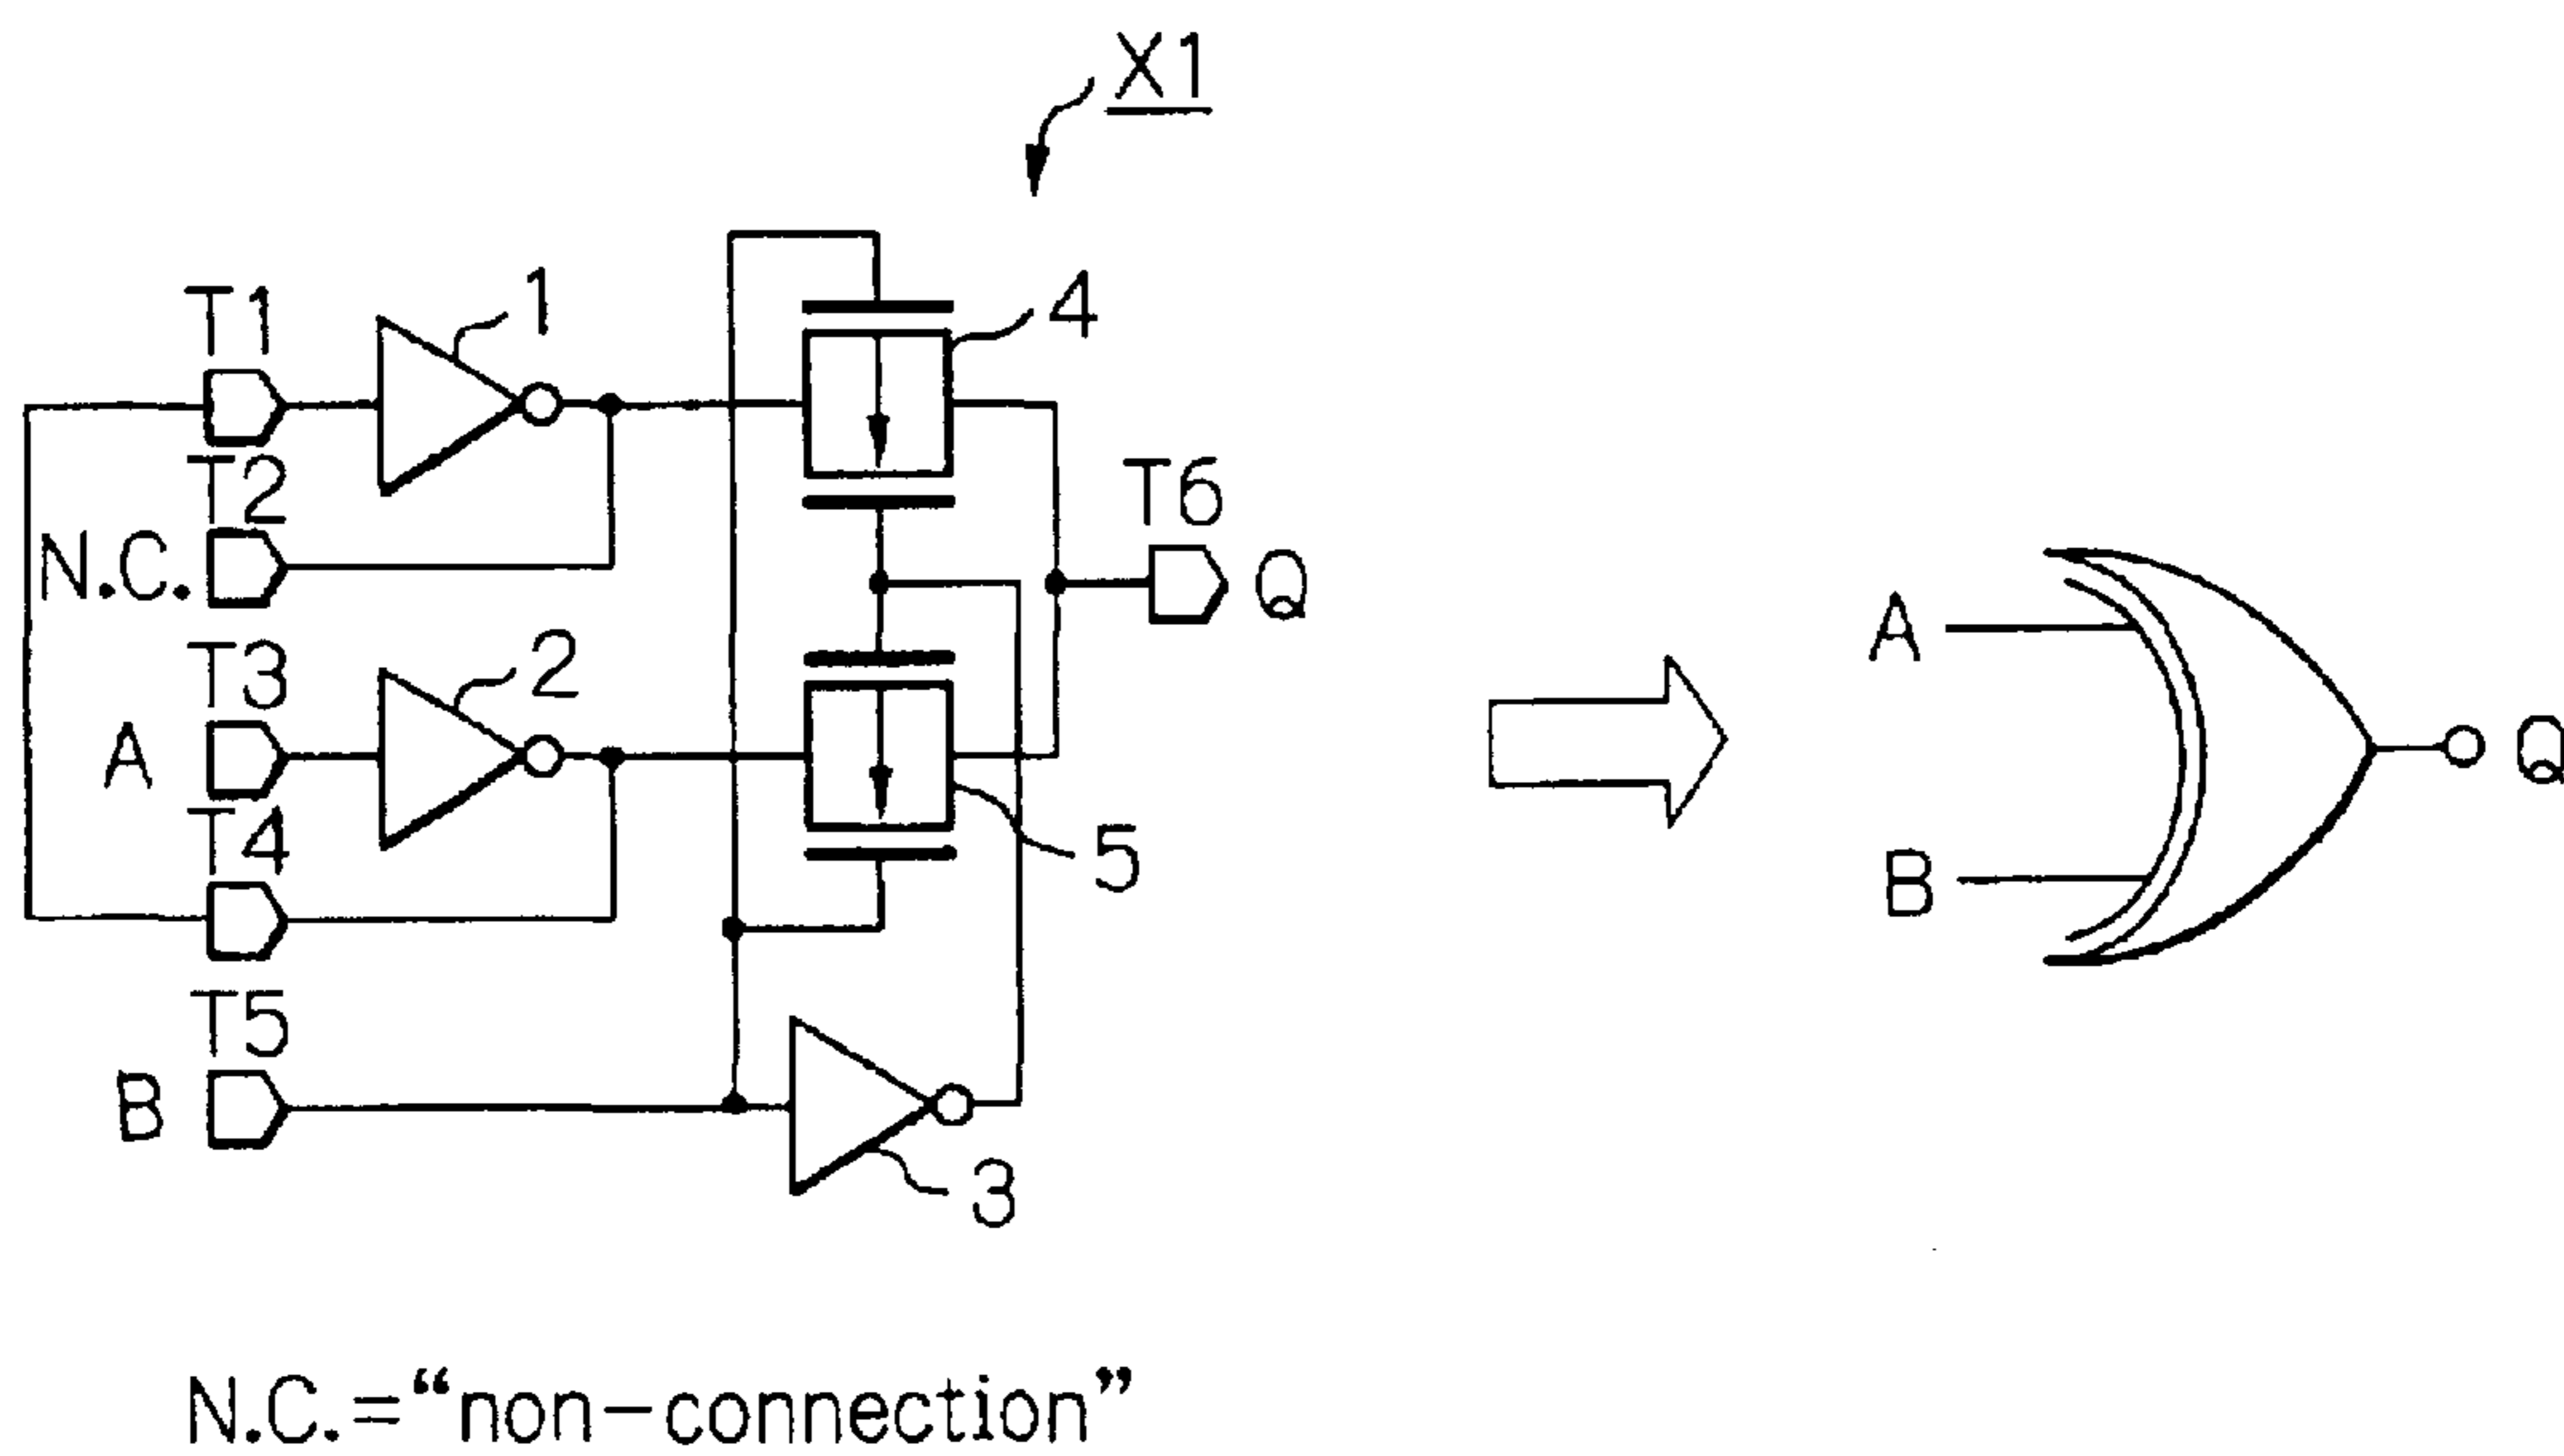 X1
T1
1
4
T2
N.C.
T6
Q
T3
2
A
T4
5
T5
B
3
A
B
Q
N.C.="non-connection"